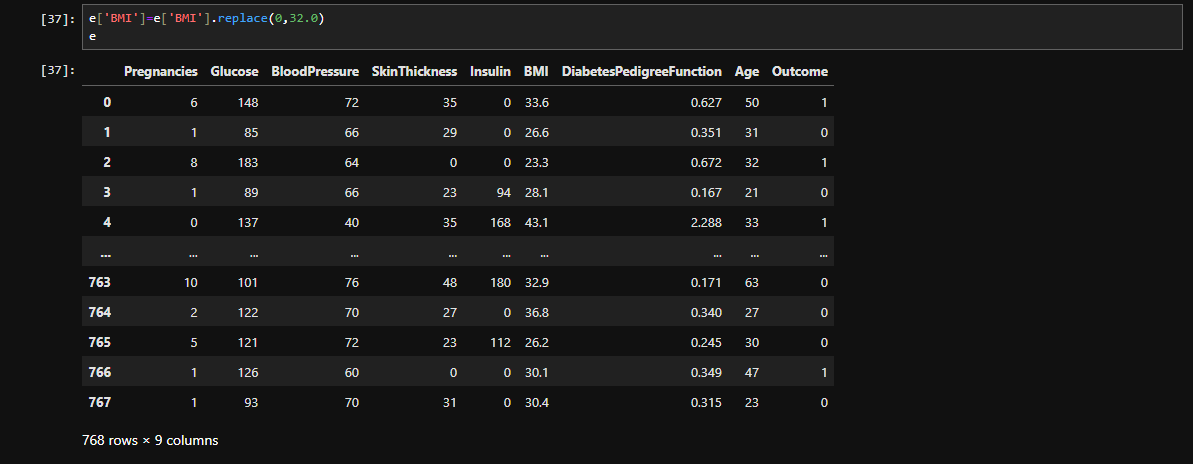 [37]: e['BMI']=e['BMI'].replace(0,32.0)
e
[37]: Pregnancies Glucose BloodPressure SkinThickness Insulin BMI DiabetesPedigreeFunction Age Outcome
0 6 148 72 35 0 33.6 0.627 50 1
1 1 85 66 29 0 26.6 0.351 31 0
2 8 183 64 0 0 23.3 0.672 32 1
3 1 89 66 23 94 28.1 0.167 21 0
4 0 137 40 35 168 43.1 2.288 33 1
... ... ... ... ... ... ... ... ... ...
763 10 101 76 48 180 32.9 0.171 63 0
764 2 122 70 27 0 36.8 0.340 27 0
765 5 121 72 23 112 26.2 0.245 30 0
766 1 126 60 0 0 30.1 0.349 47 1
767 1 93 70 31 0 30.4 0.315 23 0
768 rows × 9 columns